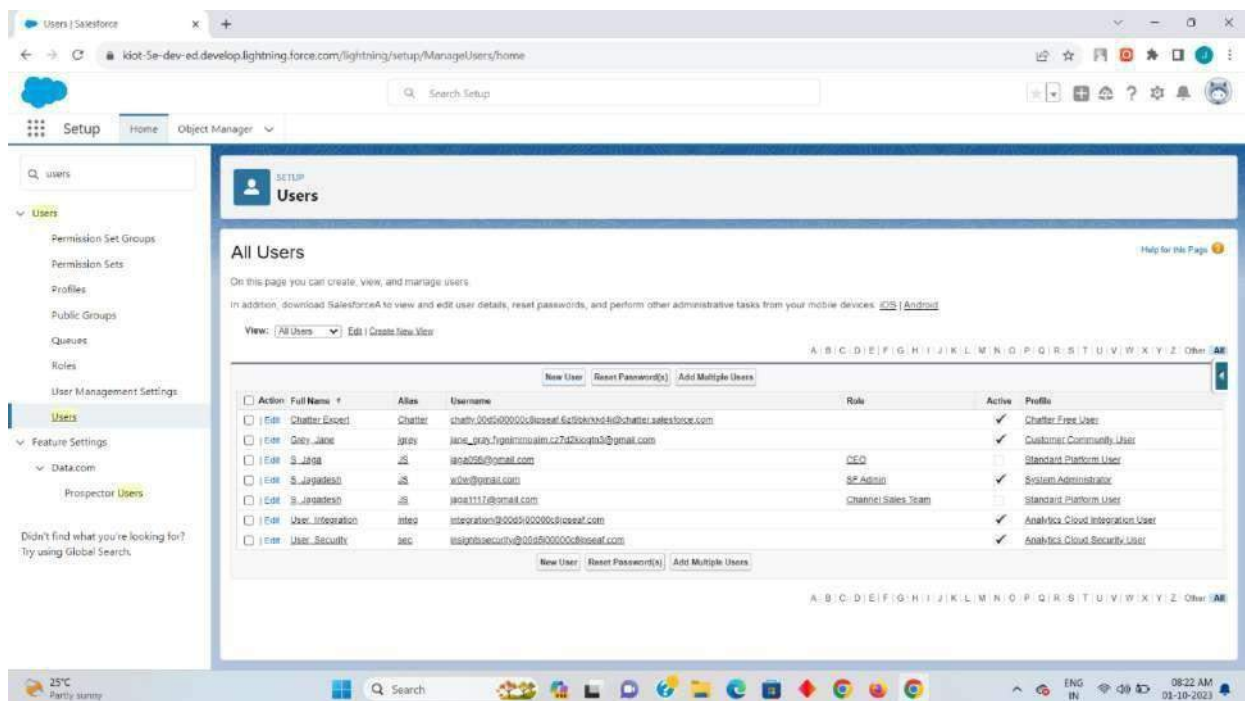 Users | Salesforce
kiot-5e-dev-ed.develop.lightning.force.com/lightning/setup/ManageUsers/home
Search Setup
Setup Home Object Manager
users
Users
Permission Set Groups
Permission Sets
Profiles
Public Groups
Queues
Roles
User Management Settings
Users
Feature Settings
Data.com
Prospector Users
Didn't find what you're looking for?
Try using Global Search.
SETUP
Users
All Users
Help for this Page
On this page you can create, view, and manage users.
In addition, download SalesforceA to view and edit user details, reset passwords, and perform other administrative tasks from your mobile devices. iOS | Android
View: All Users Edit | Create New View
A | B | C | D | E | F | G | H | I | J | K | L | M | N | O | P | Q | R | S | T | U | V | W | X | Y | Z | Other All
New User Reset Password(s) Add Multiple Users
Action Full Name Alias Username Role Active Profile
Edit Chatter Expert Chatter Chatter Free User
Edit Grey, Jane jgrey Customer Community User
Edit S, Jaga JS jaga056@gmail.com CEO Standard Platform User
Edit S, Jagadesh JS SF Admin System Administrator
Edit S, Jagadesh JS jaga1117@gmail.com Channel Sales Team Standard Platform User
Edit User, Integration integ Analytics Cloud Integration User
Edit User, Security sec Analytics Cloud Security User
New User Reset Password(s) Add Multiple Users
A | B | C | D | E | F | G | H | I | J | K | L | M | N | O | P | Q | R | S | T | U | V | W | X | Y | Z | Other All
25°C
Partly sunny
Search
ENG
IN
08:22 AM
01-10-2023